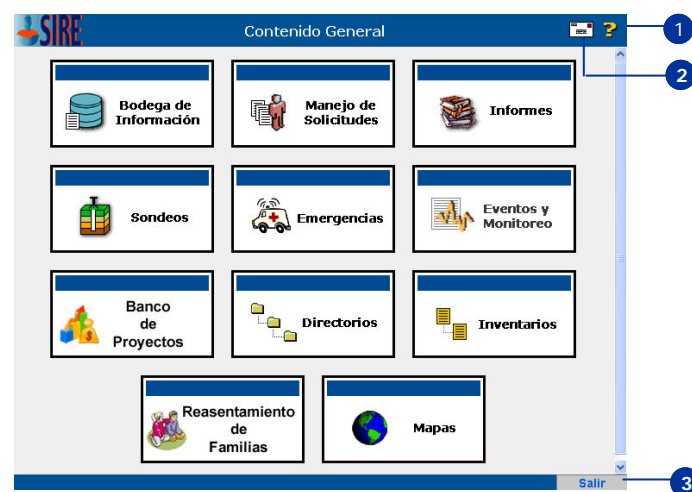 SIRE Contenido General ? 1
2
Bodega de
Información
Manejo de
Solicitudes
Informes
Sondeos
Emergencias
Eventos y
Monitoreo
Banco
de
Proyectos
Directorios
Inventarios
Reasentamiento
de
Familias
Mapas
Salir 3